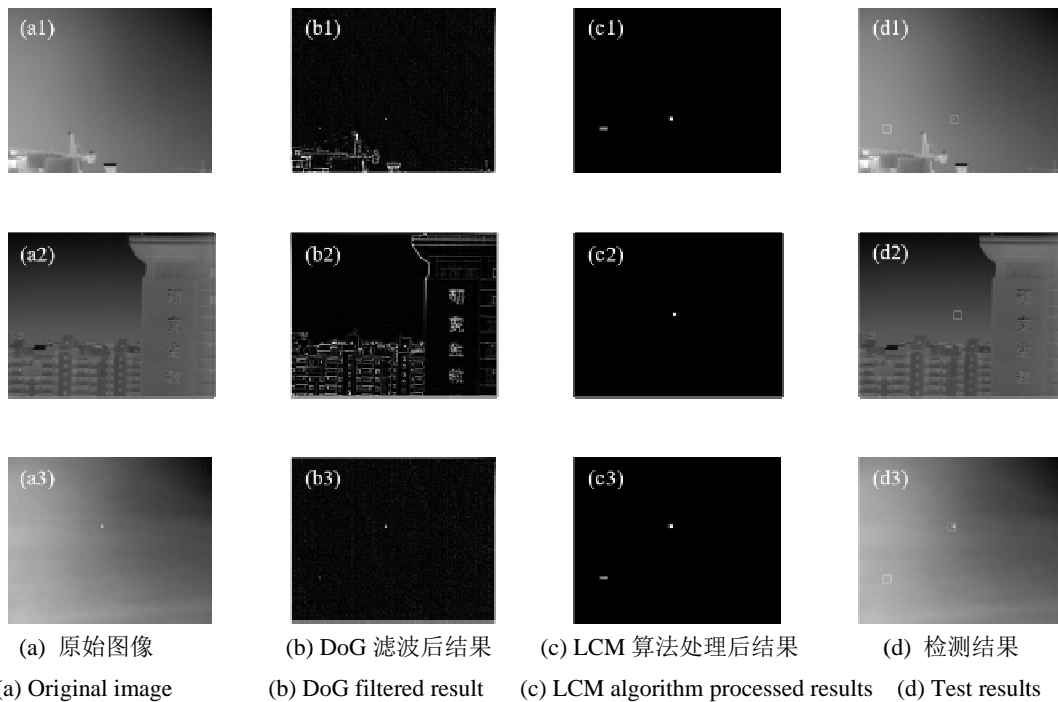 (a1) (b1) (c1) (d1)
(a2) (b2) (c2) (d2)
(a3) (b3) (c3) (d3)
(a) 原始图像 (b) DoG 滤波后结果 (c) LCM 算法处理后结果 (d) 检测结果
(a) Original image (b) DoG filtered result (c) LCM algorithm processed results (d) Test results